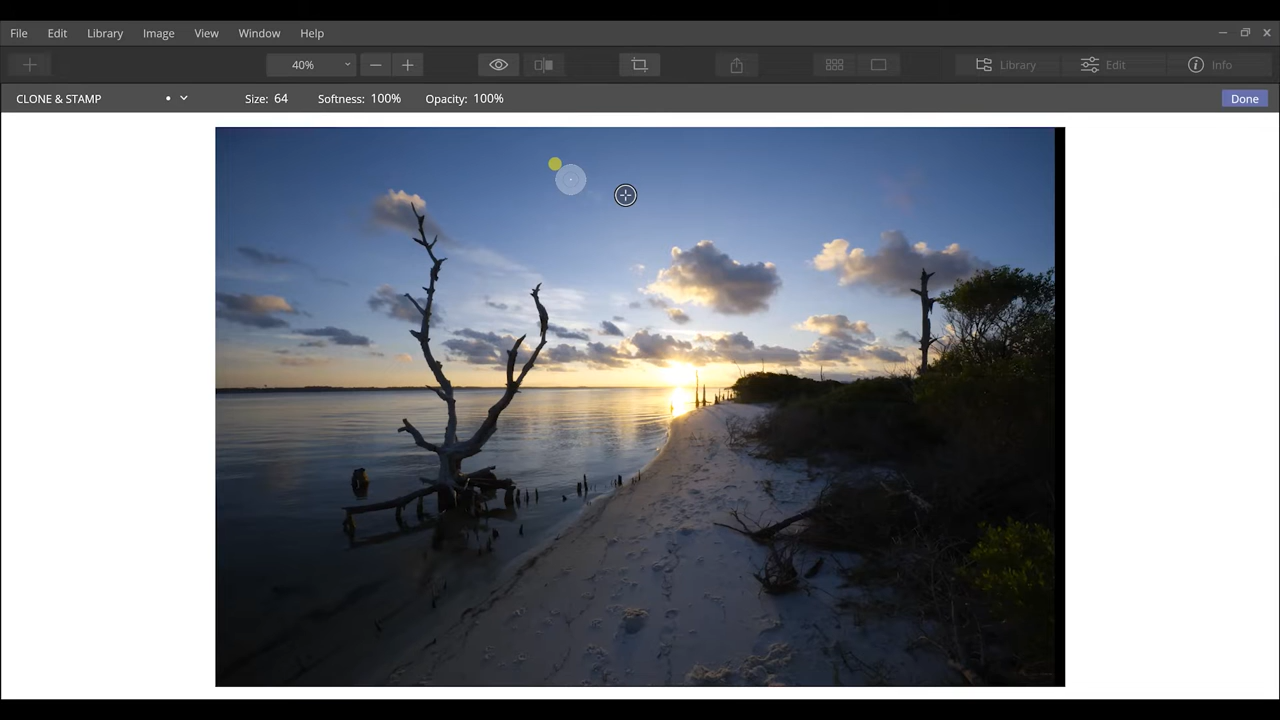 File Edit Library Image View Window Help
40% Library Edit Info
CLONE & STAMP Size: 64 Softness: 100% Opacity: 100% Done